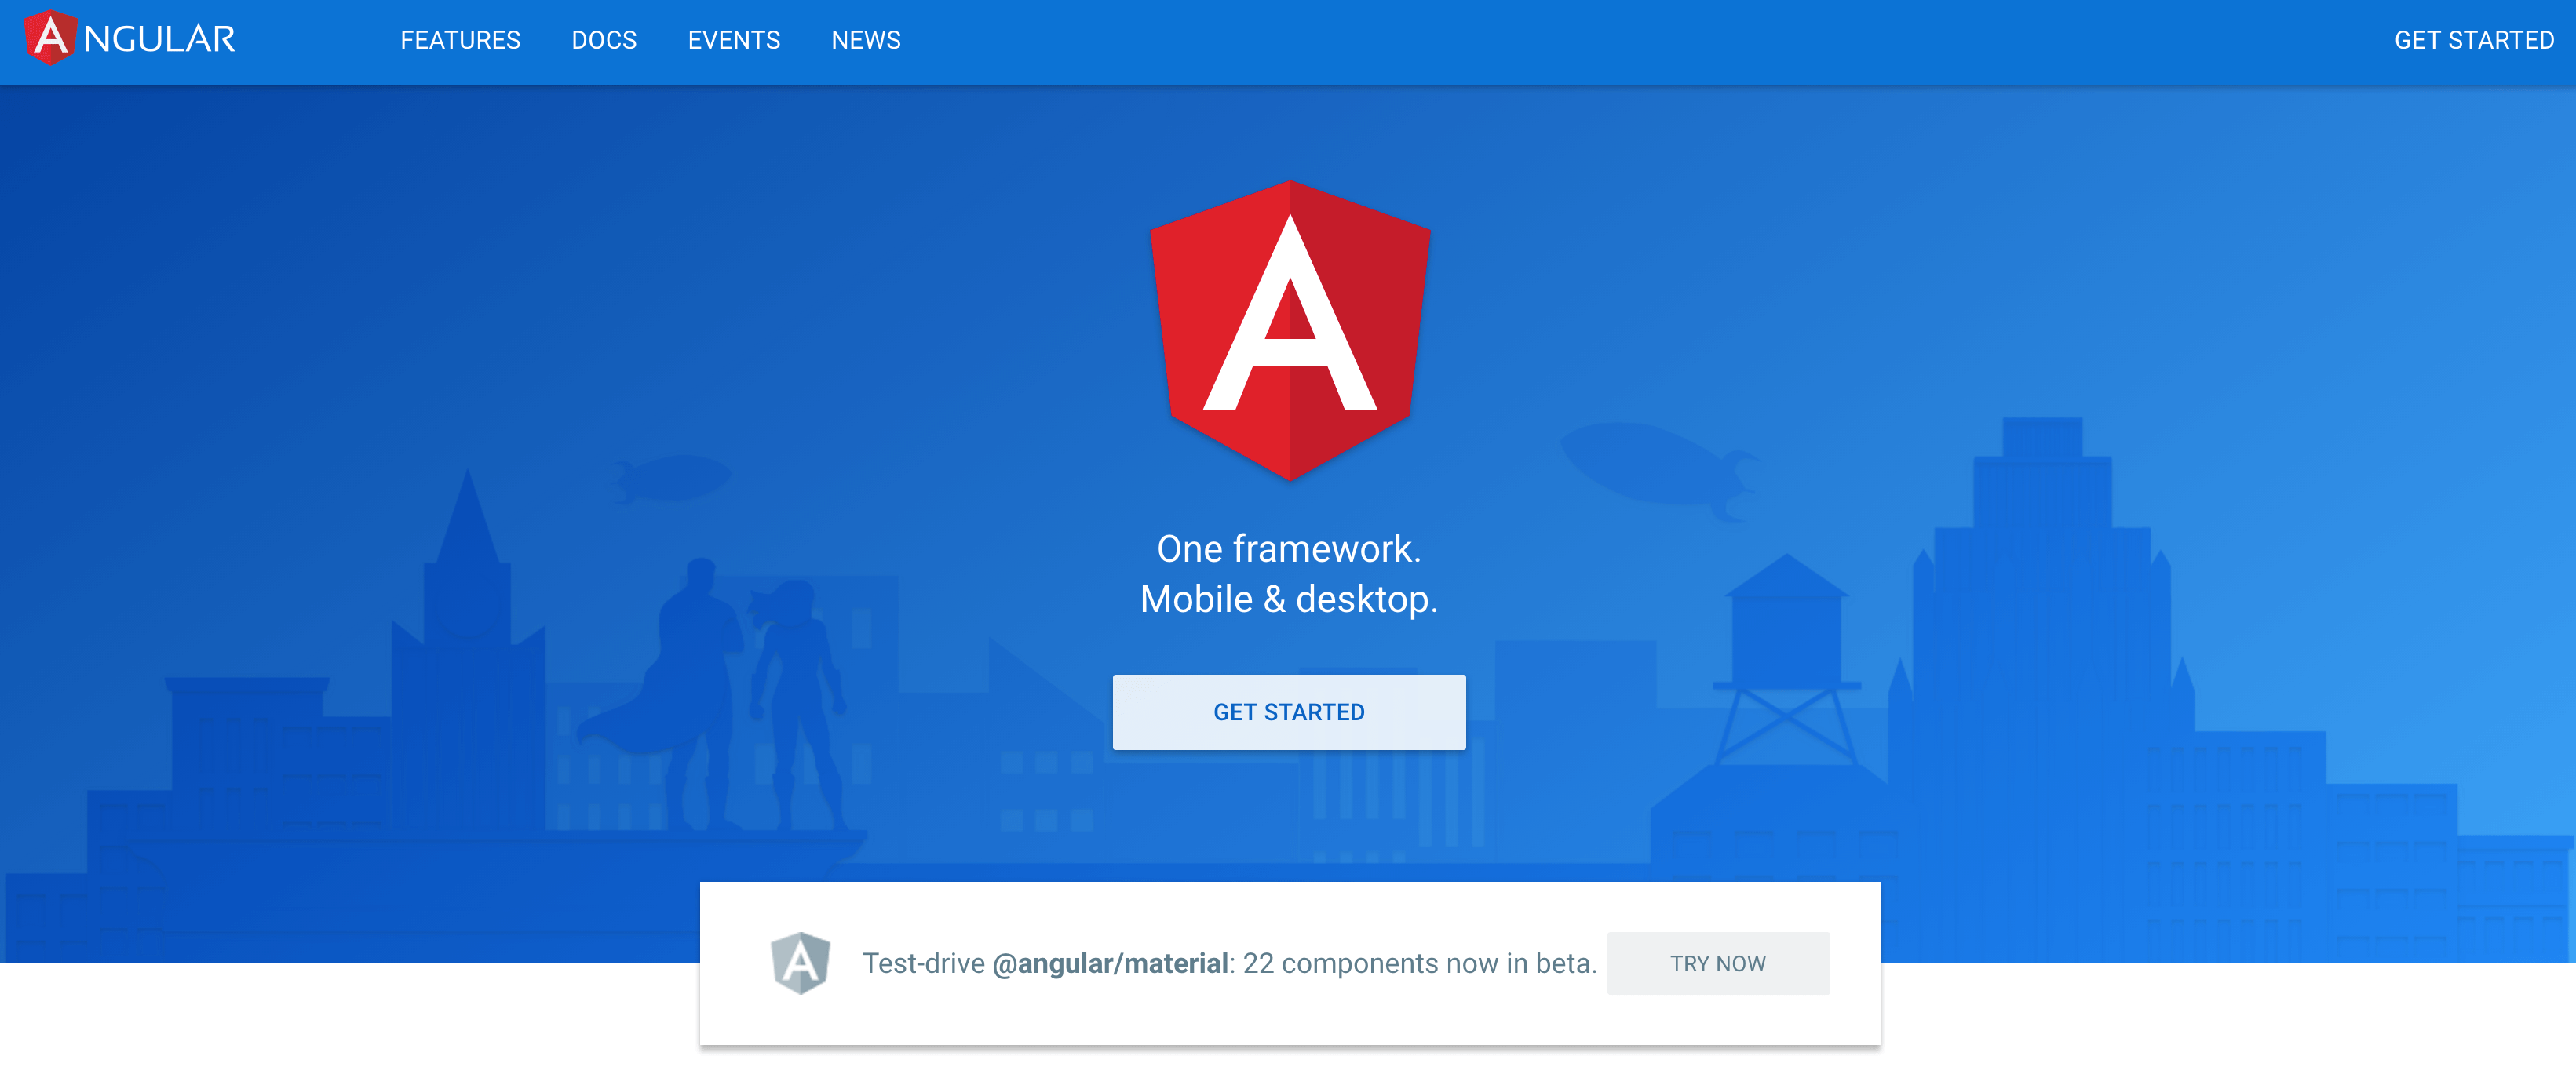 ANGULAR
FEATURES
DOCS
EVENTS
NEWS
GET STARTED
A
One framework.
Mobile & desktop.
GET STARTED
A
Test-drive @angular/material: 22 components now in beta.
TRY NOW